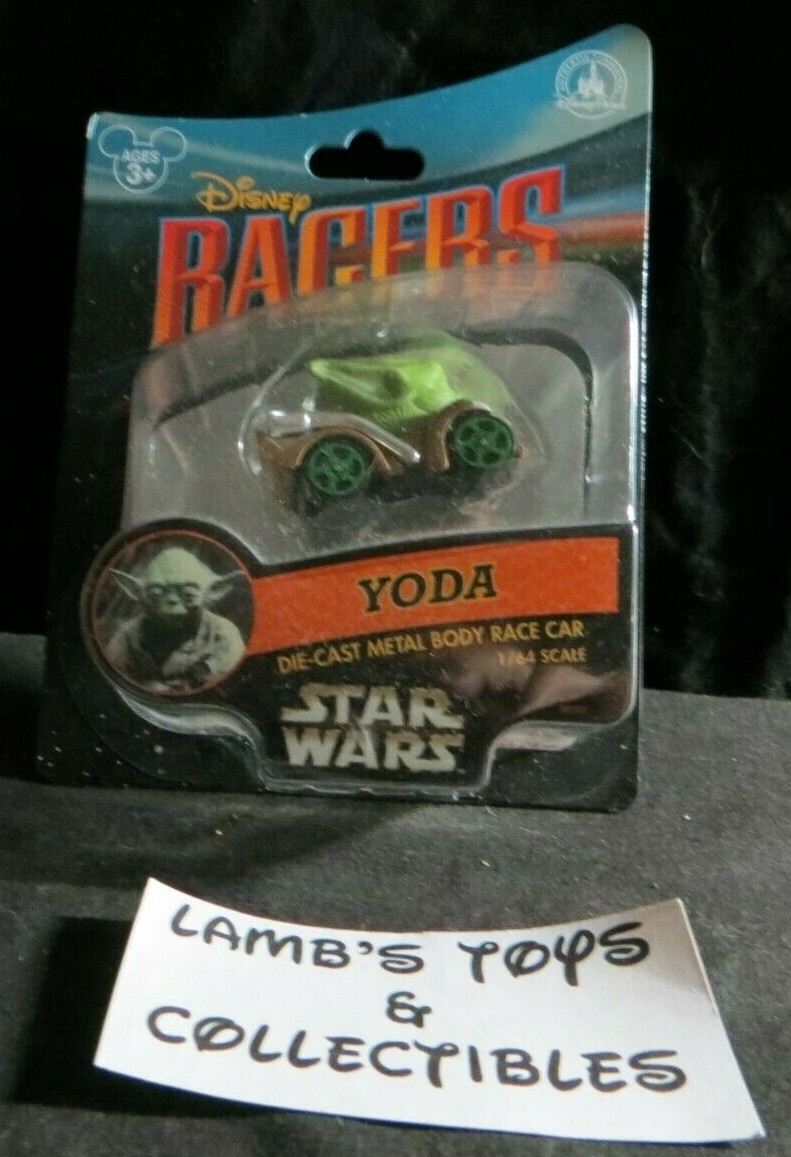 AGES
3+
Disney
RACERS
YODA
DIE-CAST METAL BODY RACE CAR
1/64 SCALE
STAR
WARS
LAMB'S TOYS
&
COLLECTIBLES